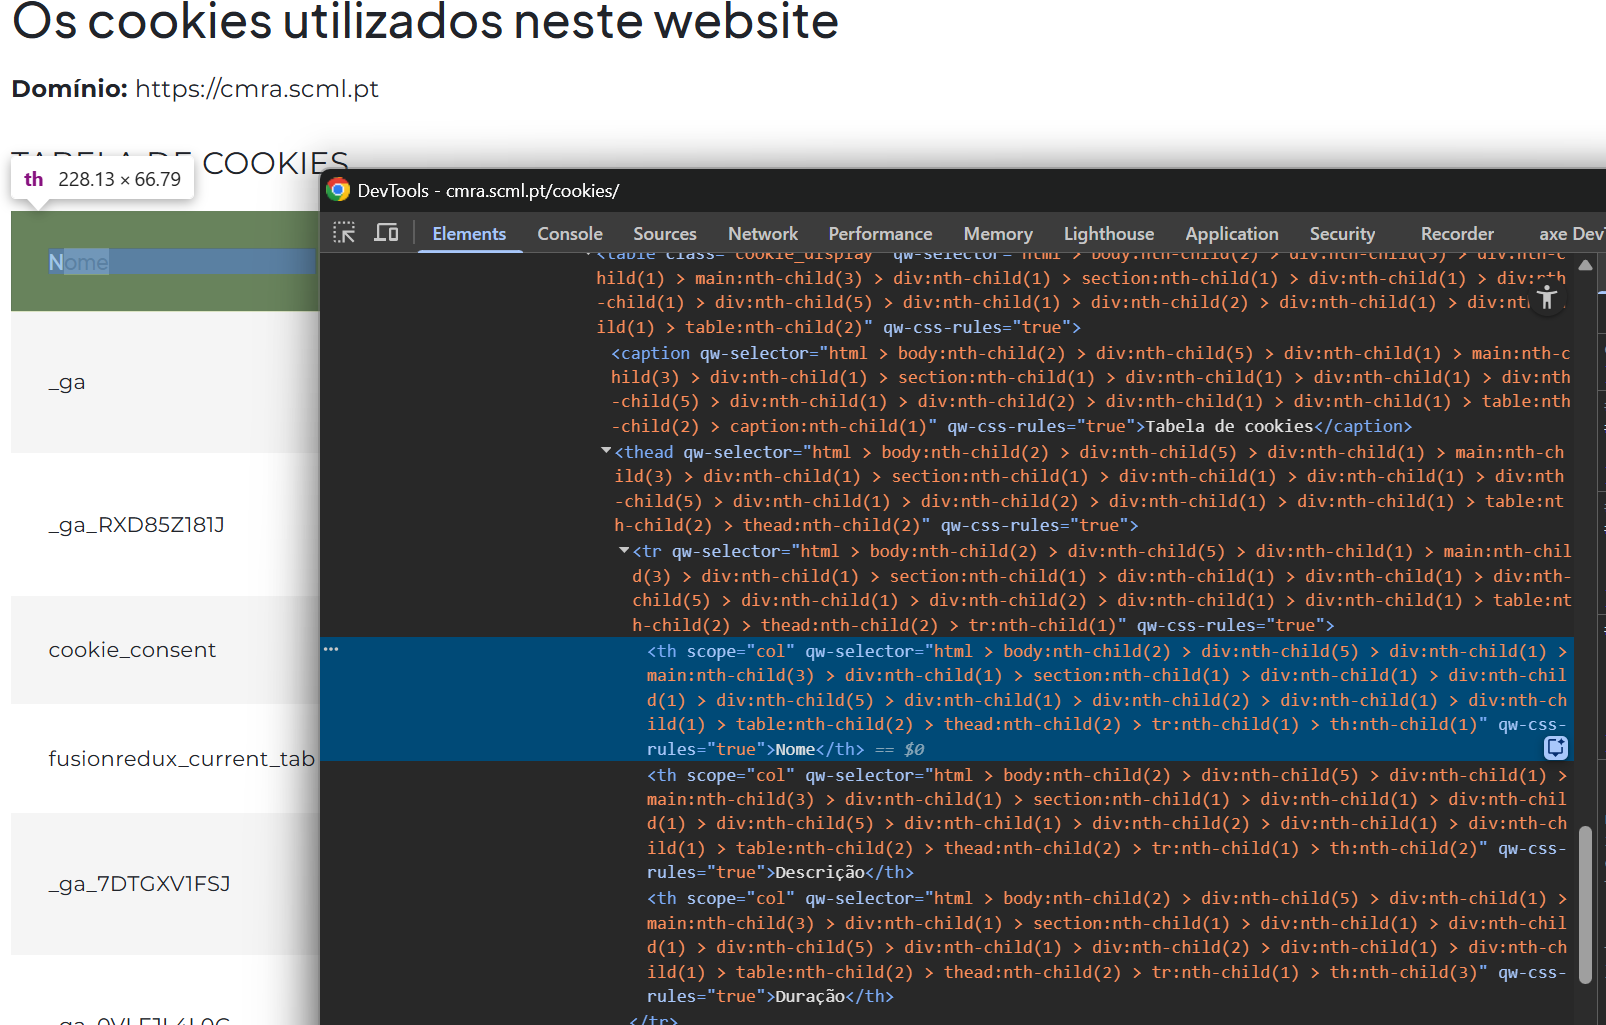 Os cookies utilizados neste website
Domínio: https://cmra.scml.pt
TABELA DE COOKIES
th 228.13 × 66.79
Nome
_ga
_ga_RXD85Z181J
cookie_consent
fusionredux_current_tab
_ga_7DTGXV1FSJ
DevTools - cmra.scml.pt/cookies/
Elements Console Sources Network Performance Memory Lighthouse Application Security Recorder axe Dev
<table class="cookie_display" qw-selector="html > body:nth-child(2) > div:nth-child(5) > div:nth-c
hild(1) > main:nth-child(3) > div:nth-child(1) > section:nth-child(1) > div:nth-child(1) > div:nth
-child(1) > div:nth-child(5) > div:nth-child(1) > div:nth-child(2) > div:nth-child(1) > div:nth-ch
ild(1) > table:nth-child(2)" qw-css-rules="true">
<caption qw-selector="html > body:nth-child(2) > div:nth-child(5) > div:nth-child(1) > main:nth-c
hild(3) > div:nth-child(1) > section:nth-child(1) > div:nth-child(1) > div:nth-child(1) > div:nth
-child(5) > div:nth-child(1) > div:nth-child(2) > div:nth-child(1) > div:nth-child(1) > table:nth
-child(2) > caption:nth-child(1)" qw-css-rules="true">Tabela de cookies</caption>
<thead qw-selector="html > body:nth-child(2) > div:nth-child(5) > div:nth-child(1) > main:nth-ch
ild(3) > div:nth-child(1) > section:nth-child(1) > div:nth-child(1) > div:nth-child(1) > div:nth
-child(5) > div:nth-child(1) > div:nth-child(2) > div:nth-child(1) > div:nth-child(1) > table:nt
h-child(2) > thead:nth-child(2)" qw-css-rules="true">
<tr qw-selector="html > body:nth-child(2) > div:nth-child(5) > div:nth-child(1) > main:nth-chil
d(3) > div:nth-child(1) > section:nth-child(1) > div:nth-child(1) > div:nth-child(1) > div:nth-
child(5) > div:nth-child(1) > div:nth-child(2) > div:nth-child(1) > div:nth-child(1) > table:nt
h-child(2) > thead:nth-child(2) > tr:nth-child(1)" qw-css-rules="true">
<th scope="col" qw-selector="html > body:nth-child(2) > div:nth-child(5) > div:nth-child(1) >
main:nth-child(3) > div:nth-child(1) > section:nth-child(1) > div:nth-child(1) > div:nth-chil
d(1) > div:nth-child(5) > div:nth-child(1) > div:nth-child(2) > div:nth-child(1) > div:nth-ch
ild(1) > table:nth-child(2) > thead:nth-child(2) > tr:nth-child(1) > th:nth-child(1)" qw-css-
rules="true">Nome</th> == $0
<th scope="col" qw-selector="html > body:nth-child(2) > div:nth-child(5) > div:nth-child(1) >
main:nth-child(3) > div:nth-child(1) > section:nth-child(1) > div:nth-child(1) > div:nth-chil
d(1) > div:nth-child(5) > div:nth-child(1) > div:nth-child(2) > div:nth-child(1) > div:nth-ch
ild(1) > table:nth-child(2) > thead:nth-child(2) > tr:nth-child(1) > th:nth-child(2)" qw-css-
rules="true">Descrição</th>
<th scope="col" qw-selector="html > body:nth-child(2) > div:nth-child(5) > div:nth-child(1) >
main:nth-child(3) > div:nth-child(1) > section:nth-child(1) > div:nth-child(1) > div:nth-chil
d(1) > div:nth-child(5) > div:nth-child(1) > div:nth-child(2) > div:nth-child(1) > div:nth-ch
ild(1) > table:nth-child(2) > thead:nth-child(2) > tr:nth-child(1) > th:nth-child(3)" qw-css-
rules="true">Duração</th>
</tr>